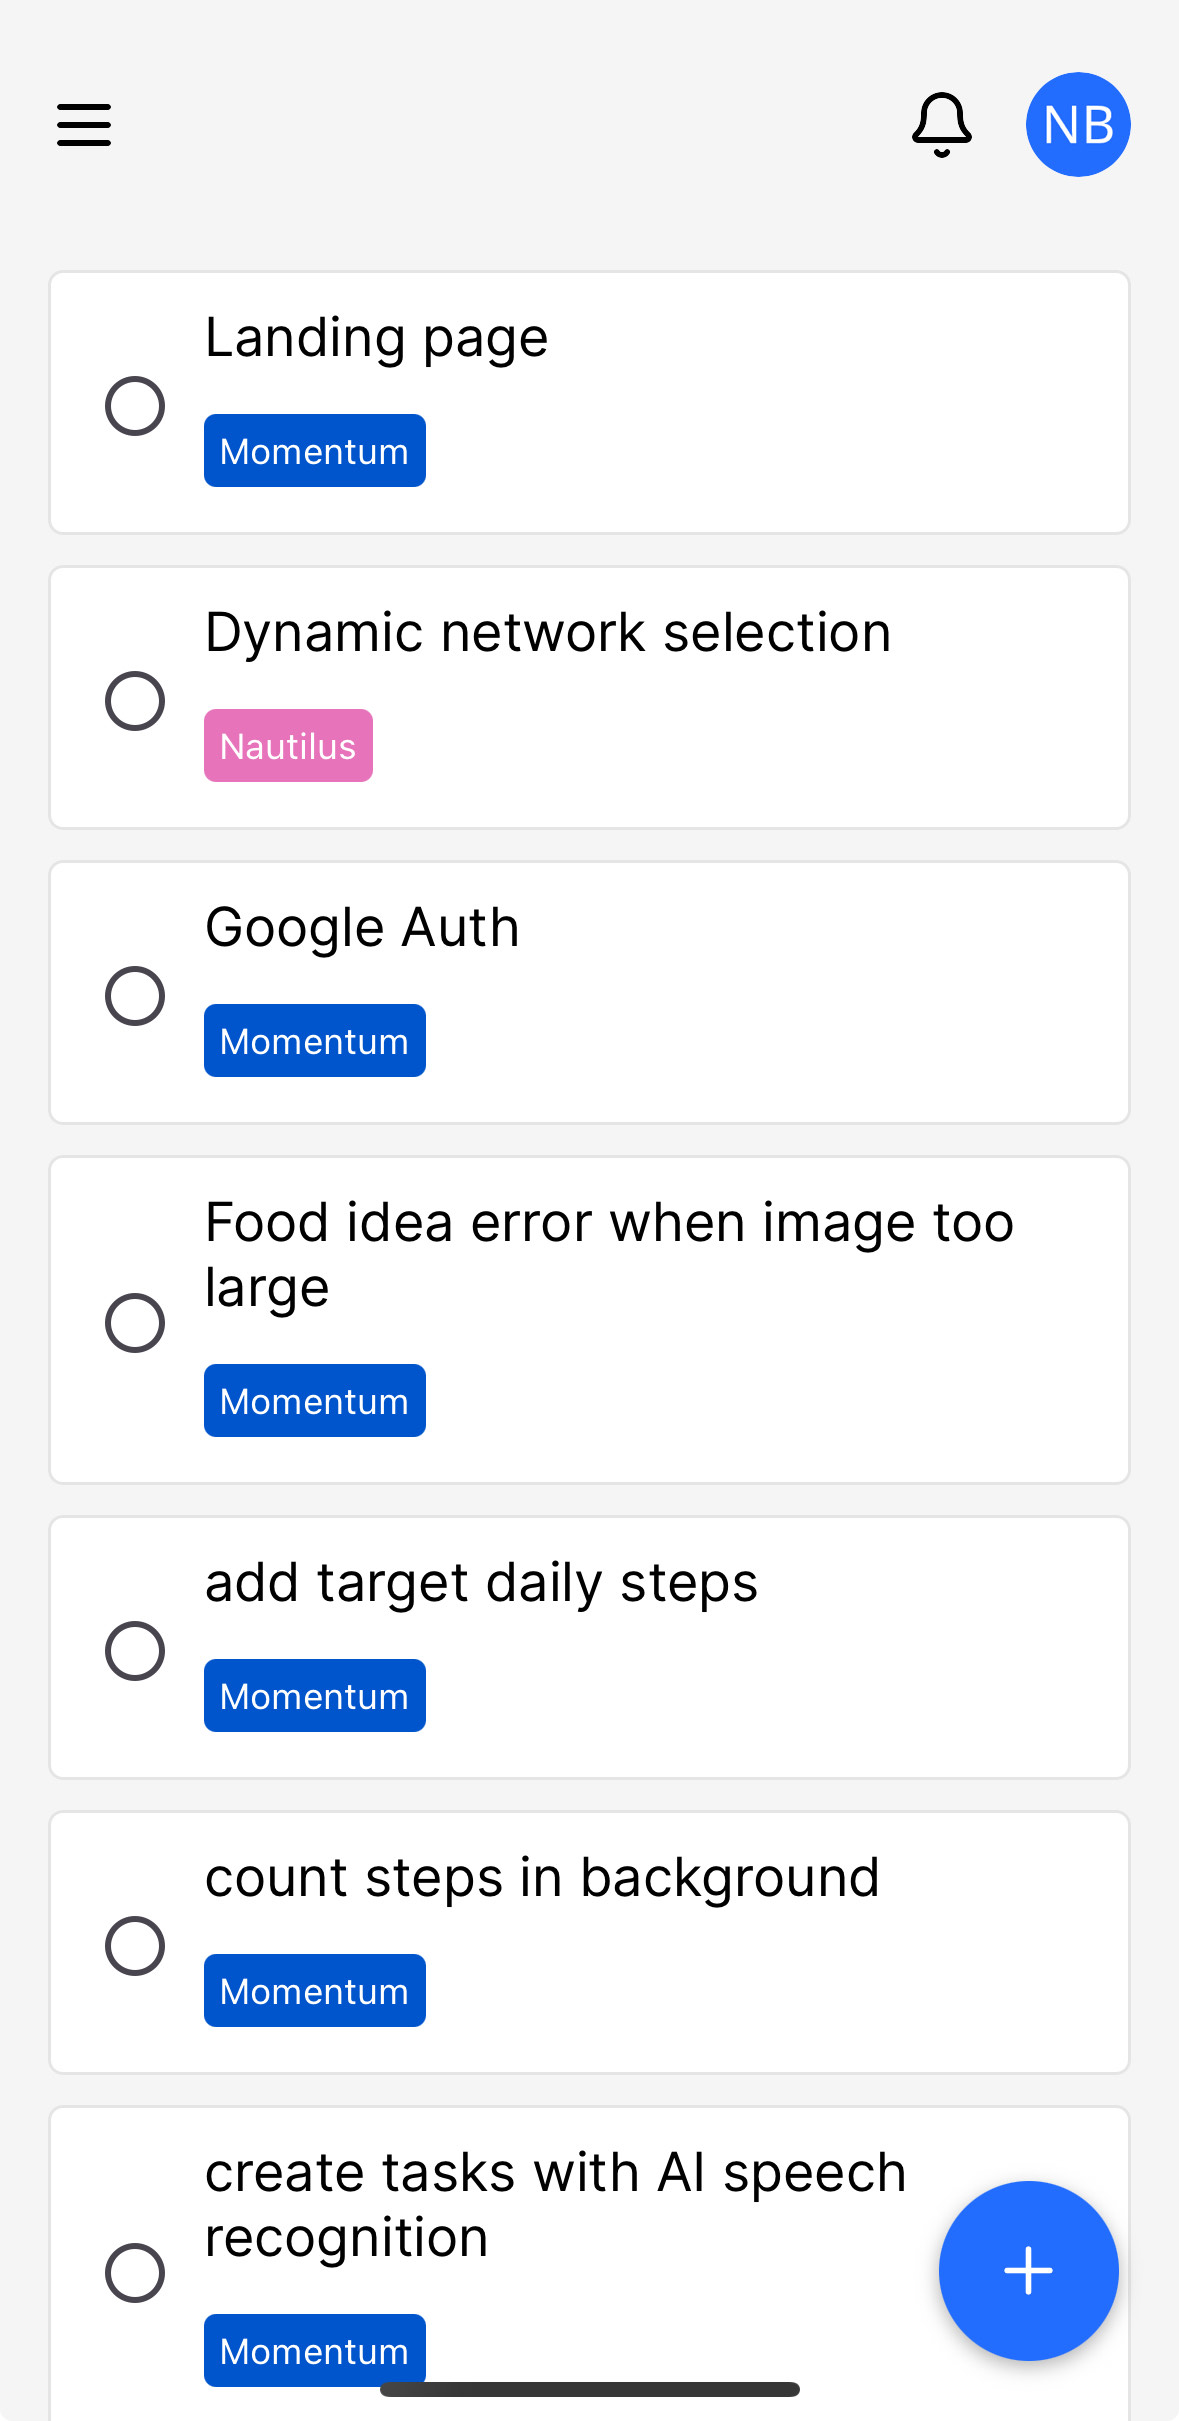 NB
Landing page
Momentum
Dynamic network selection
Nautilus
Google Auth
Momentum
Food idea error when image too
large
Momentum
add target daily steps
Momentum
count steps in background
Momentum
create tasks with AI speech
recognition
Momentum